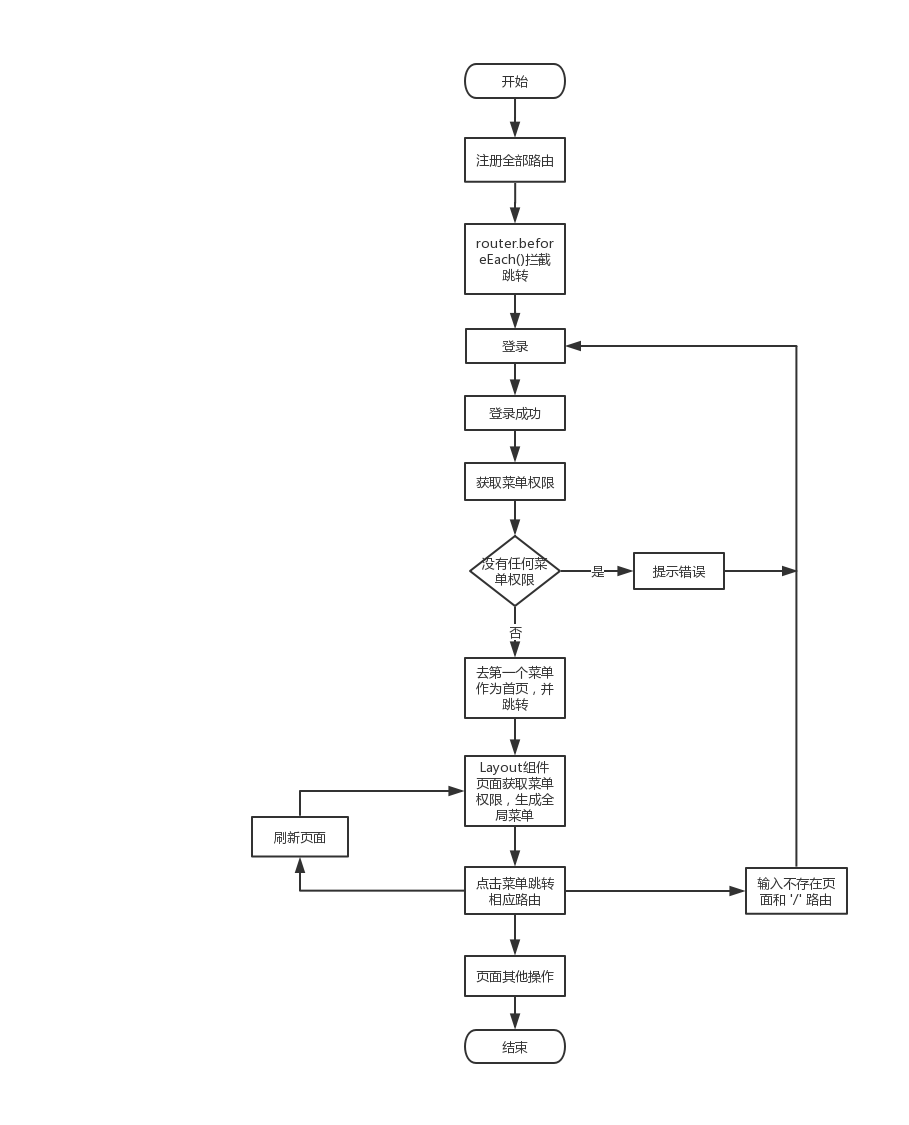 开始
注册全部路由
router.befor
eEach()拦截
跳转
登录
登录成功
获取菜单权限
没有任何菜
单权限
是
提示错误
否
去第一个菜单
作为首页，并
跳转
Layout组件
页面获取菜单
权限，生成全
局菜单
刷新页面
点击菜单跳转
相应路由
输入不存在页
面和 '/' 路由
页面其他操作
结束